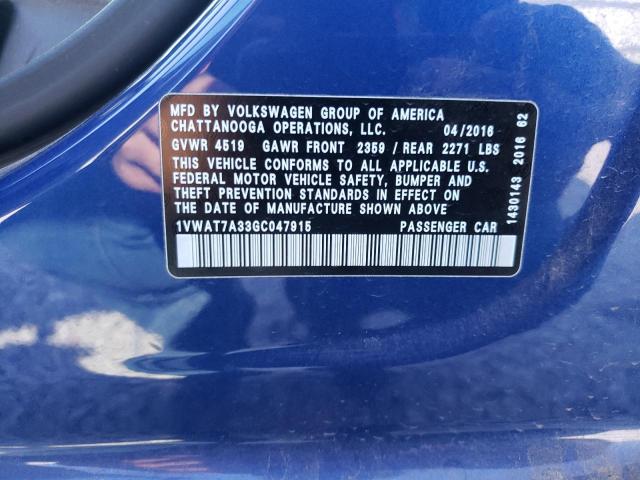 MFD BY VOLKSWAGEN GROUP OF AMERICA
CHATTANOOGA OPERATIONS, LLC. 04/2016
GVWR 4519 GAWR FRONT 2359 / REAR 2271 LBS
THIS VEHICLE CONFORMS TO ALL APPLICABLE U.S.
FEDERAL MOTOR VEHICLE SAFETY, BUMPER AND
THEFT PREVENTION STANDARDS IN EFFECT ON
THE DATE OF MANUFACTURE SHOWN ABOVE
1VWAT7A33GC047915 PASSENGER CAR
1430143 2016 62